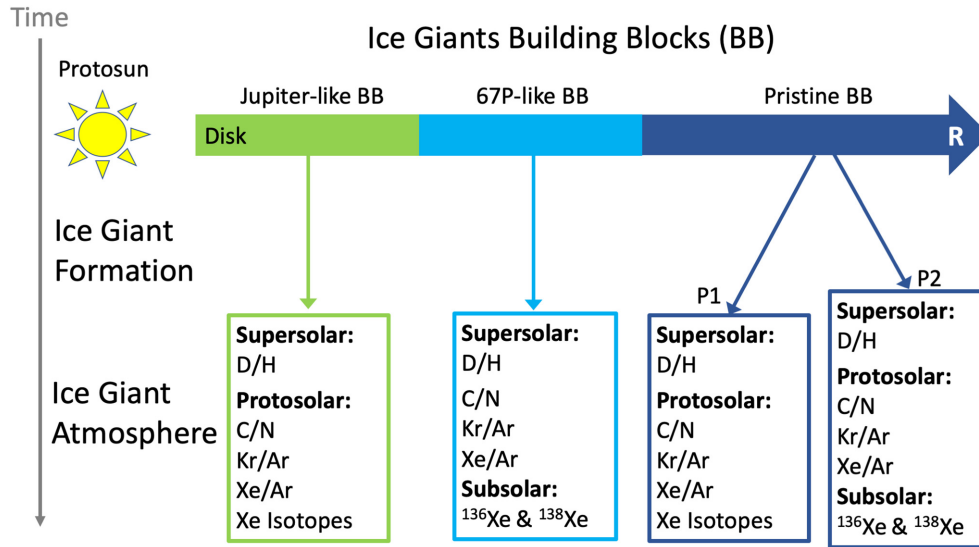 Time
Ice Giants Building Blocks (BB)
Protosun
Jupiter-like BB
67P-like BB
Pristine BB
Disk
R
Ice Giant
Formation
P1
P2
Ice Giant
Atmosphere
Supersolar:
D/H
Protosolar:
C/N
Kr/Ar
Xe/Ar
Xe Isotopes
Supersolar:
D/H
C/N
Kr/Ar
Xe/Ar
Subsolar:
¹³⁶Xe & ¹³⁸Xe
Supersolar:
D/H
Protosolar:
C/N
Kr/Ar
Xe/Ar
Xe Isotopes
Supersolar:
D/H
Protosolar:
C/N
Kr/Ar
Xe/Ar
Subsolar:
¹³⁶Xe & ¹³⁸Xe